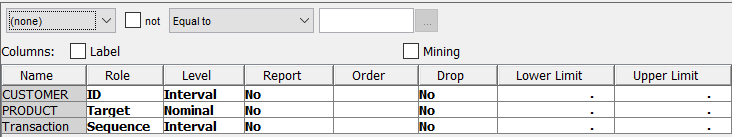 (none) not Equal to ...
Columns: Label Mining
Name Role Level Report Order Drop Lower Limit Upper Limit
CUSTOMER ID Interval No No . .
PRODUCT Target Nominal No No . .
Transaction Sequence Interval No No . .